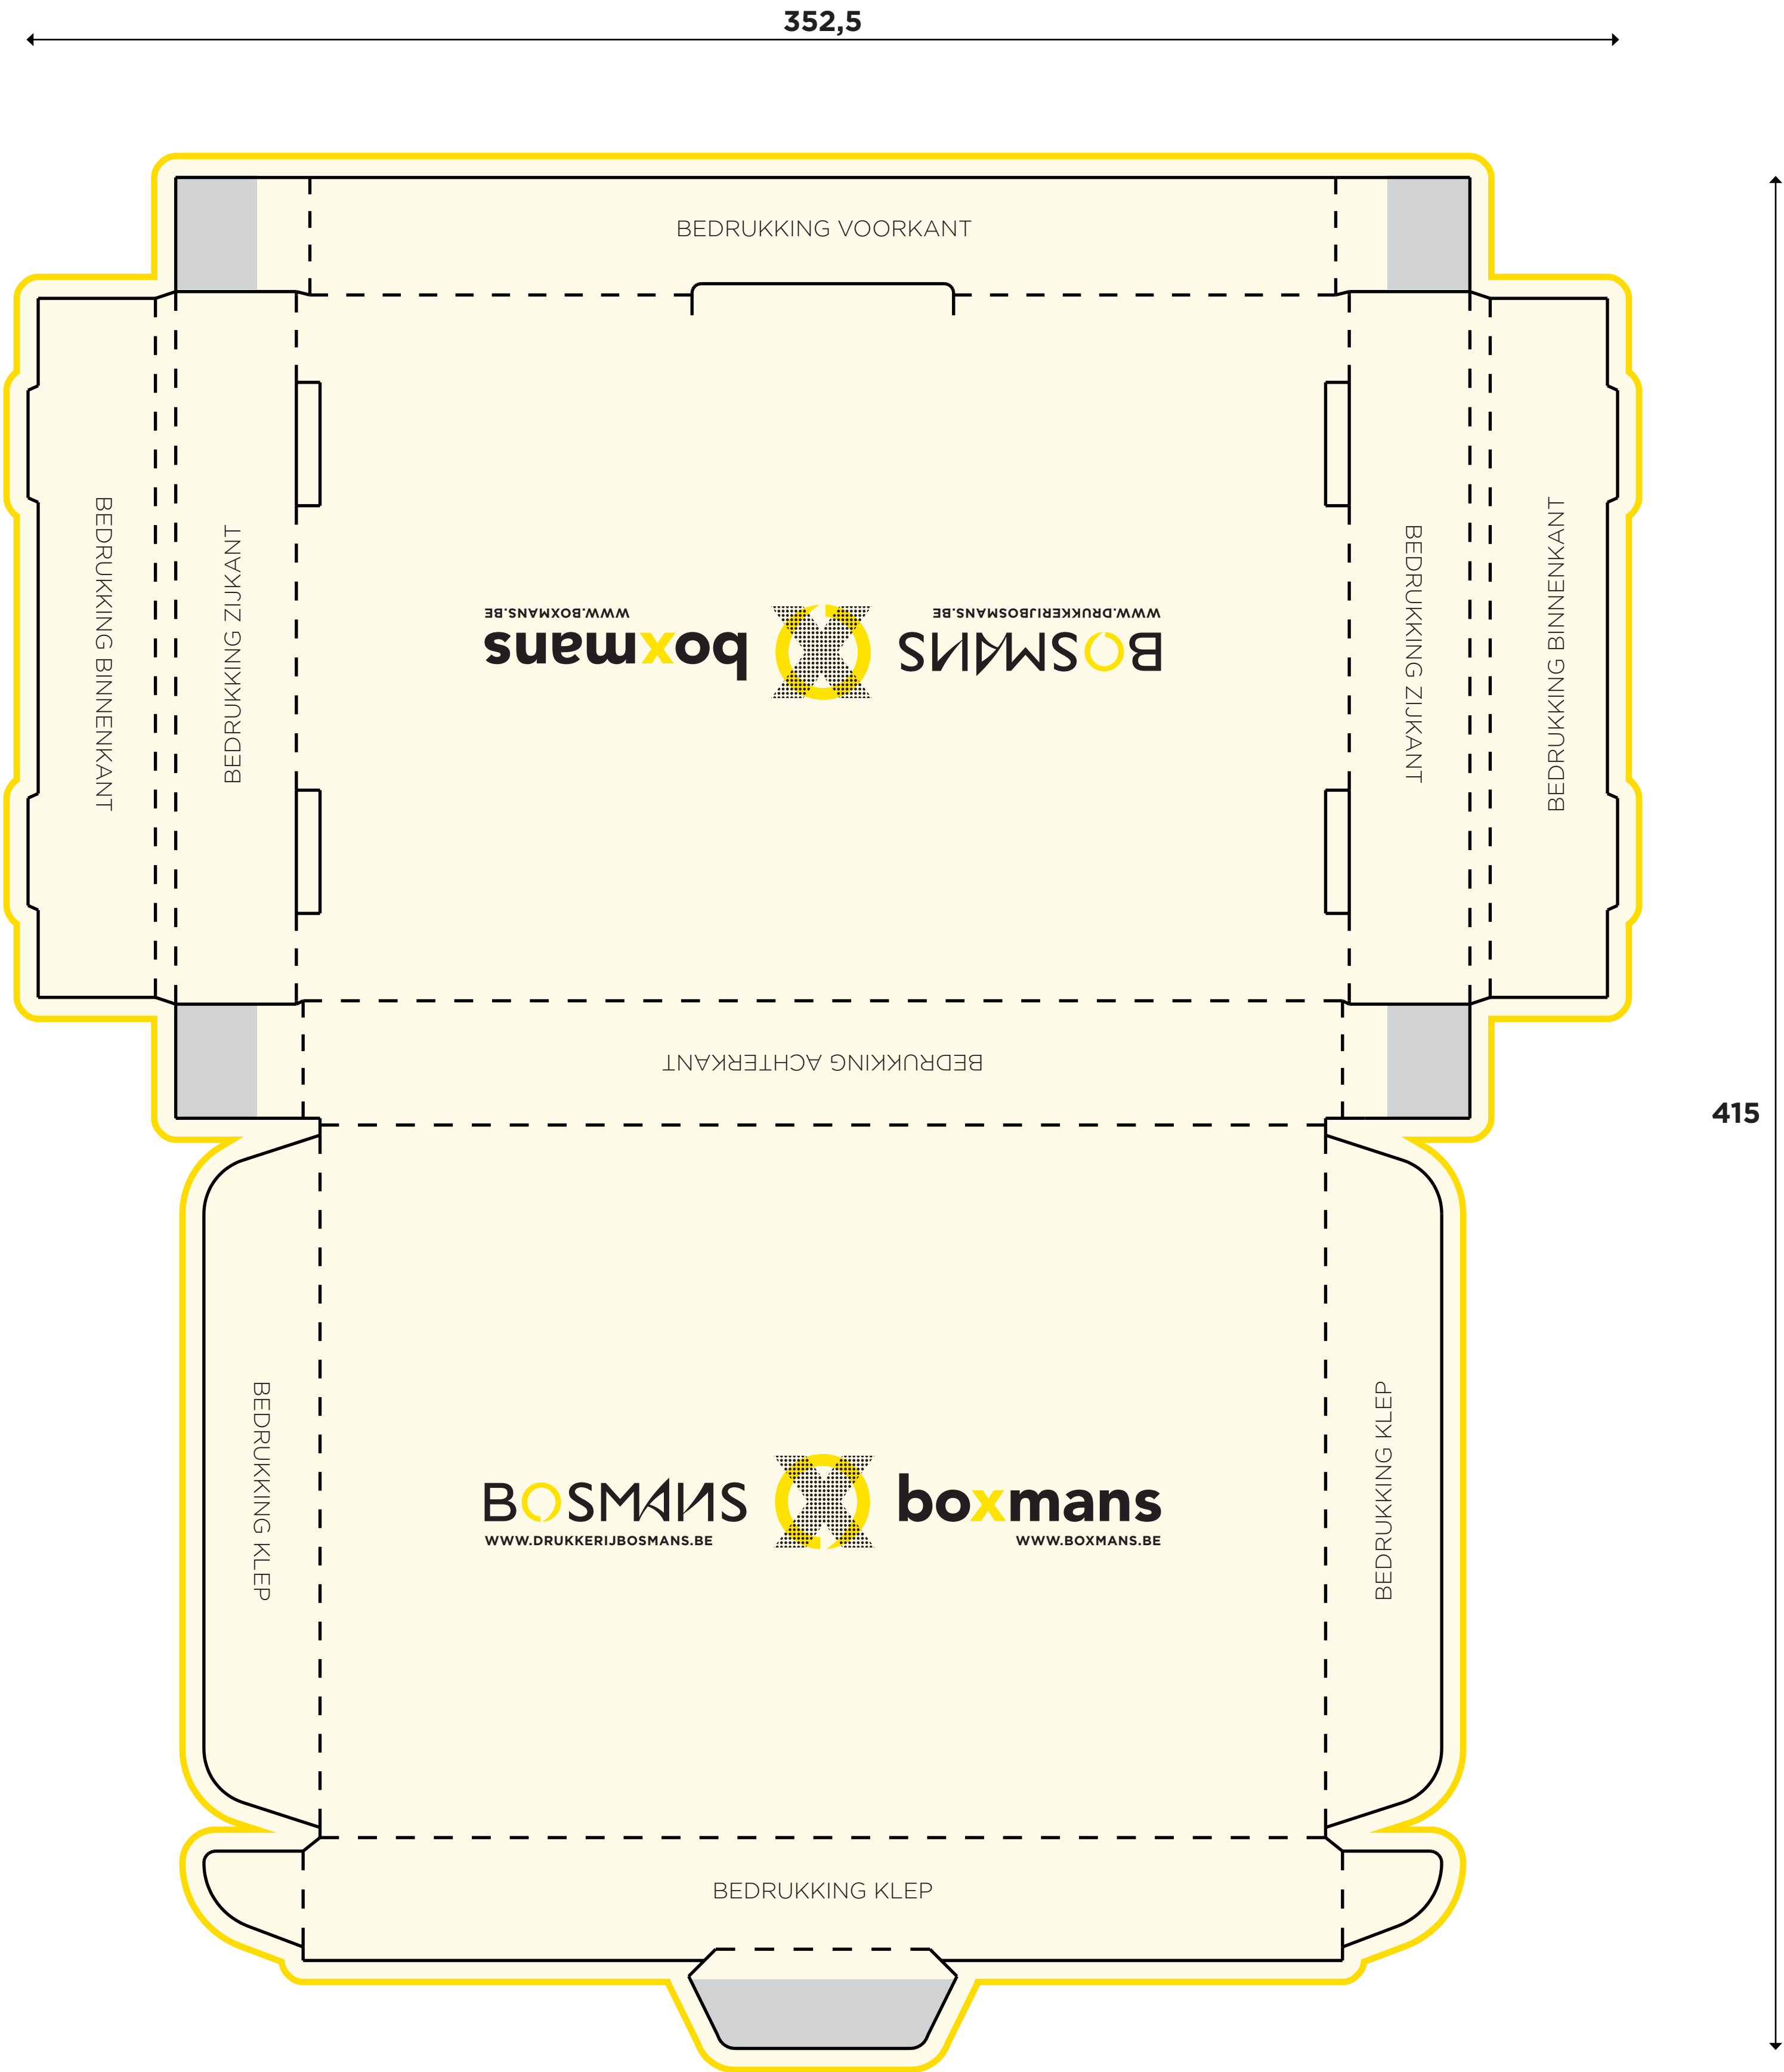 352,5
BEDRUKKING VOORKANT
BEDRUKKING BINNENKANT
BEDRUKKING ZIJKANT
BEDRUKKING ZIJKANT
BEDRUKKING BINNENKANT
BOSMANS
WWW.DRUKKERIJBOSMANS.BE
boxmans
WWW.BOXMANS.BE
BEDRUKKING ACHTERKANT
415
BEDRUKKING KLEP
BOSMANS
WWW.DRUKKERIJBOSMANS.BE
boxmans
WWW.BOXMANS.BE
BEDRUKKING KLEP
BEDRUKKING KLEP